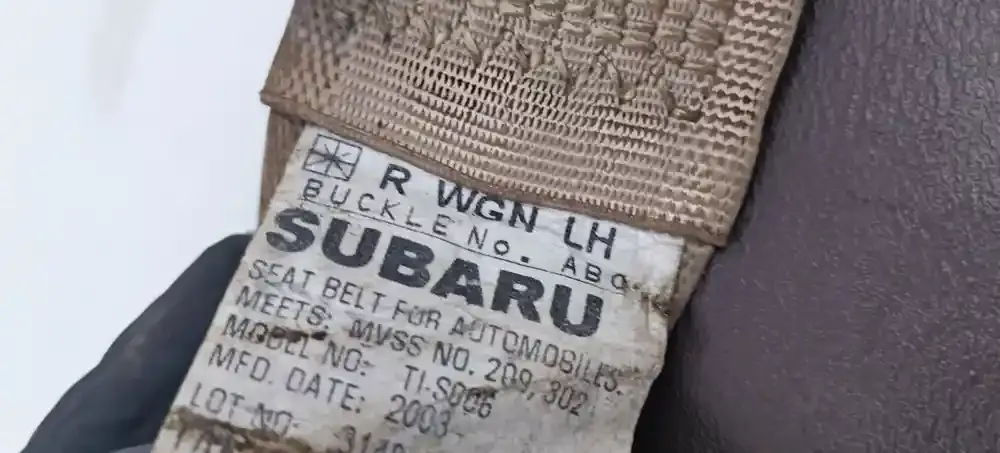 R WGN LH
BUCKLE NO. AB
SUBARU
SEAT BELT FOR AUTOMOBILES.
MEETS: MVSS NO. 209, 302
MODEL NO: TI-S006
MFD. DATE: 2003
LOT NO: